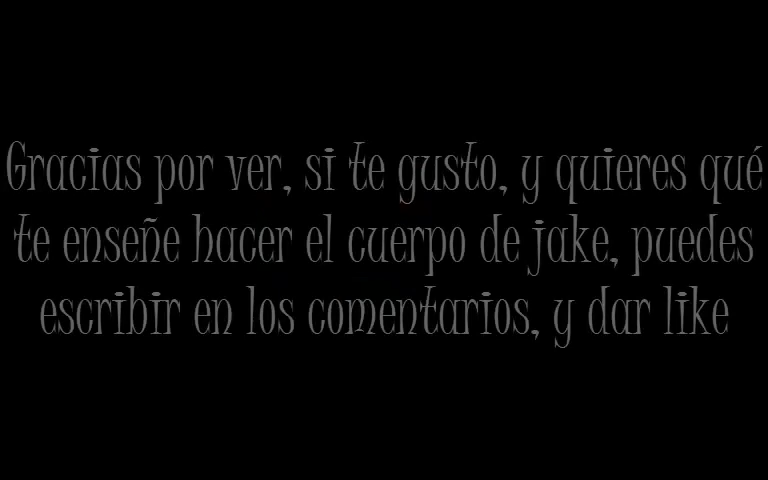 Gracias por ver, si te gusto, y quieres qué
te enseñe hacer el cuerpo de jake, puedes
escribir en los comentarios, y dar like